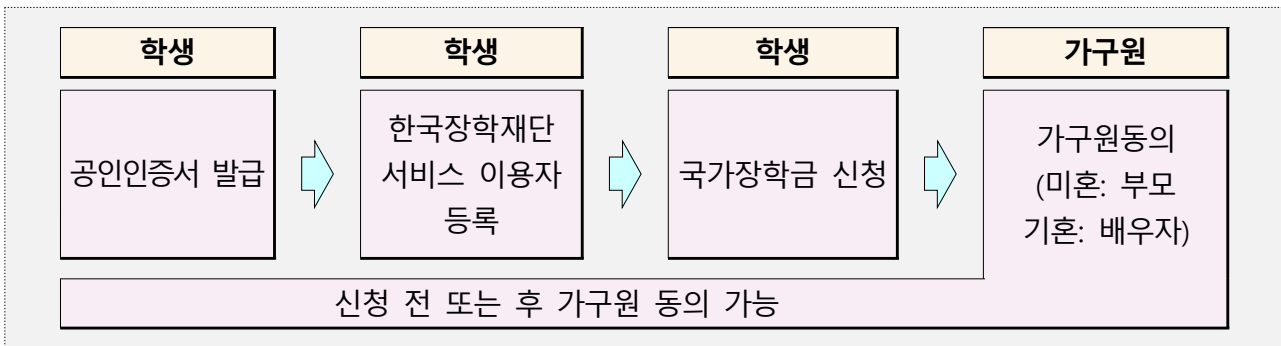 학생
공인인증서 발급
학생
한국장학재단
서비스 이용자
등록
학생
국가장학금 신청
가구원
가구원동의
(미혼: 부모
기혼: 배우자)
신청 전 또는 후 가구원 동의 가능